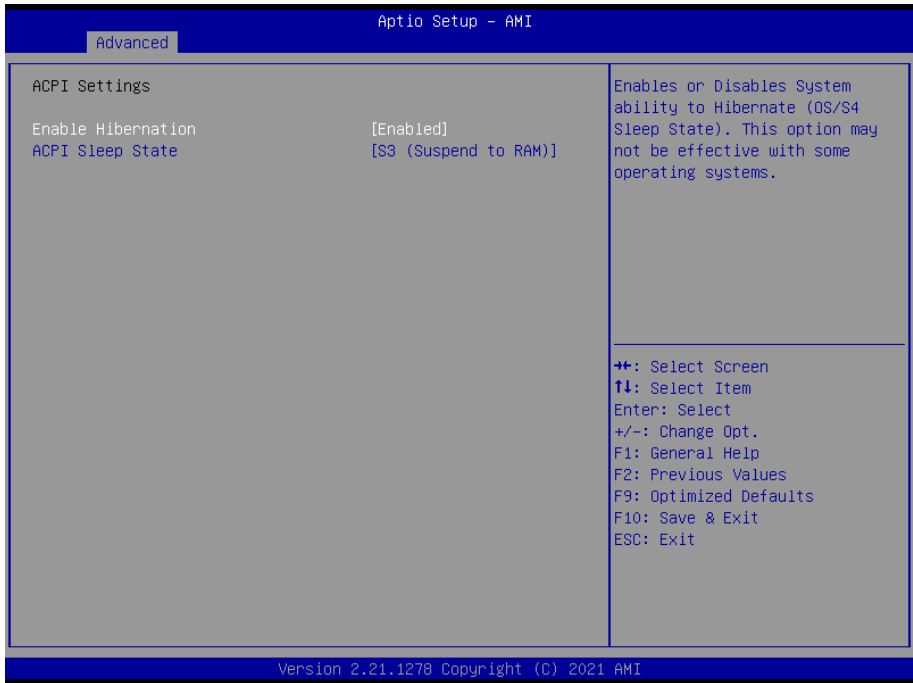 Aptio Setup – AMI
Advanced
ACPI Settings
Enable Hibernation [Enabled]
ACPI Sleep State [S3 (Suspend to RAM)]
Enables or Disables System
ability to Hibernate (OS/S4
Sleep State). This option may
not be effective with some
operating systems.
→←: Select Screen
↑↓: Select Item
Enter: Select
+/-: Change Opt.
F1: General Help
F2: Previous Values
F9: Optimized Defaults
F10: Save & Exit
ESC: Exit
Version 2.21.1278 Copyright (C) 2021 AMI